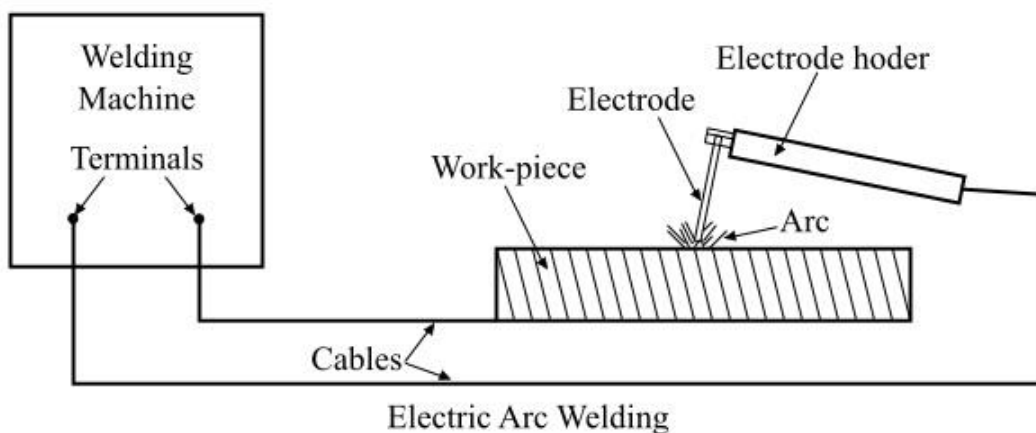 Welding
Machine
Terminals
Electrode hoder
Electrode
Work-piece
Arc
Cables
Electric Arc Welding